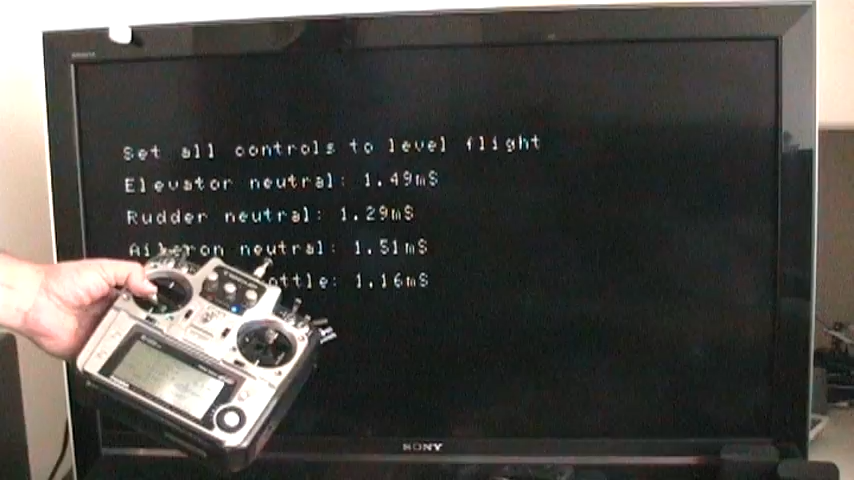 Set all controls to level flight
Elevator neutral: 1.49mS
Rudder neutral: 1.29mS
Aileron neutral: 1.51mS
ottle: 1.16mS
SONY